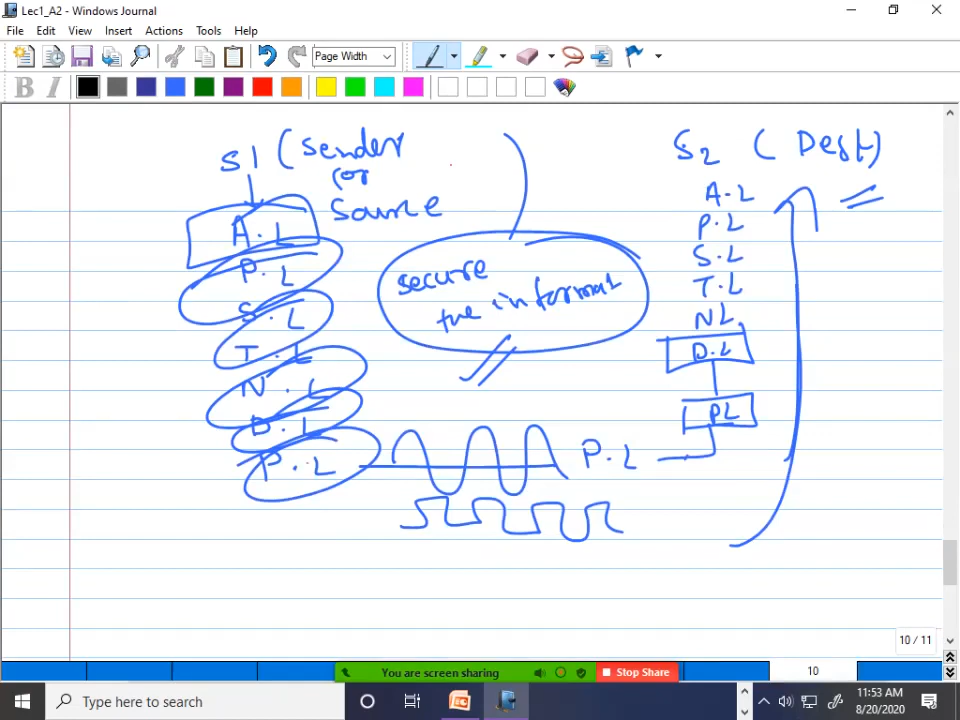 Lec1_A2 - Windows Journal
File Edit View Insert Actions Tools Help
Page Width
B I
S1 (sender
(or
source
)
S2 (Dest)
A.L
P.L
S.L
T.L
N.L
D.L
P.L
secure
the informat
A.L
P.L
S.L
T.L
NL
D.L
PL
P.L
10 / 11
You are screen sharing Stop Share
10
Type here to search
11:53 AM
8/20/2020